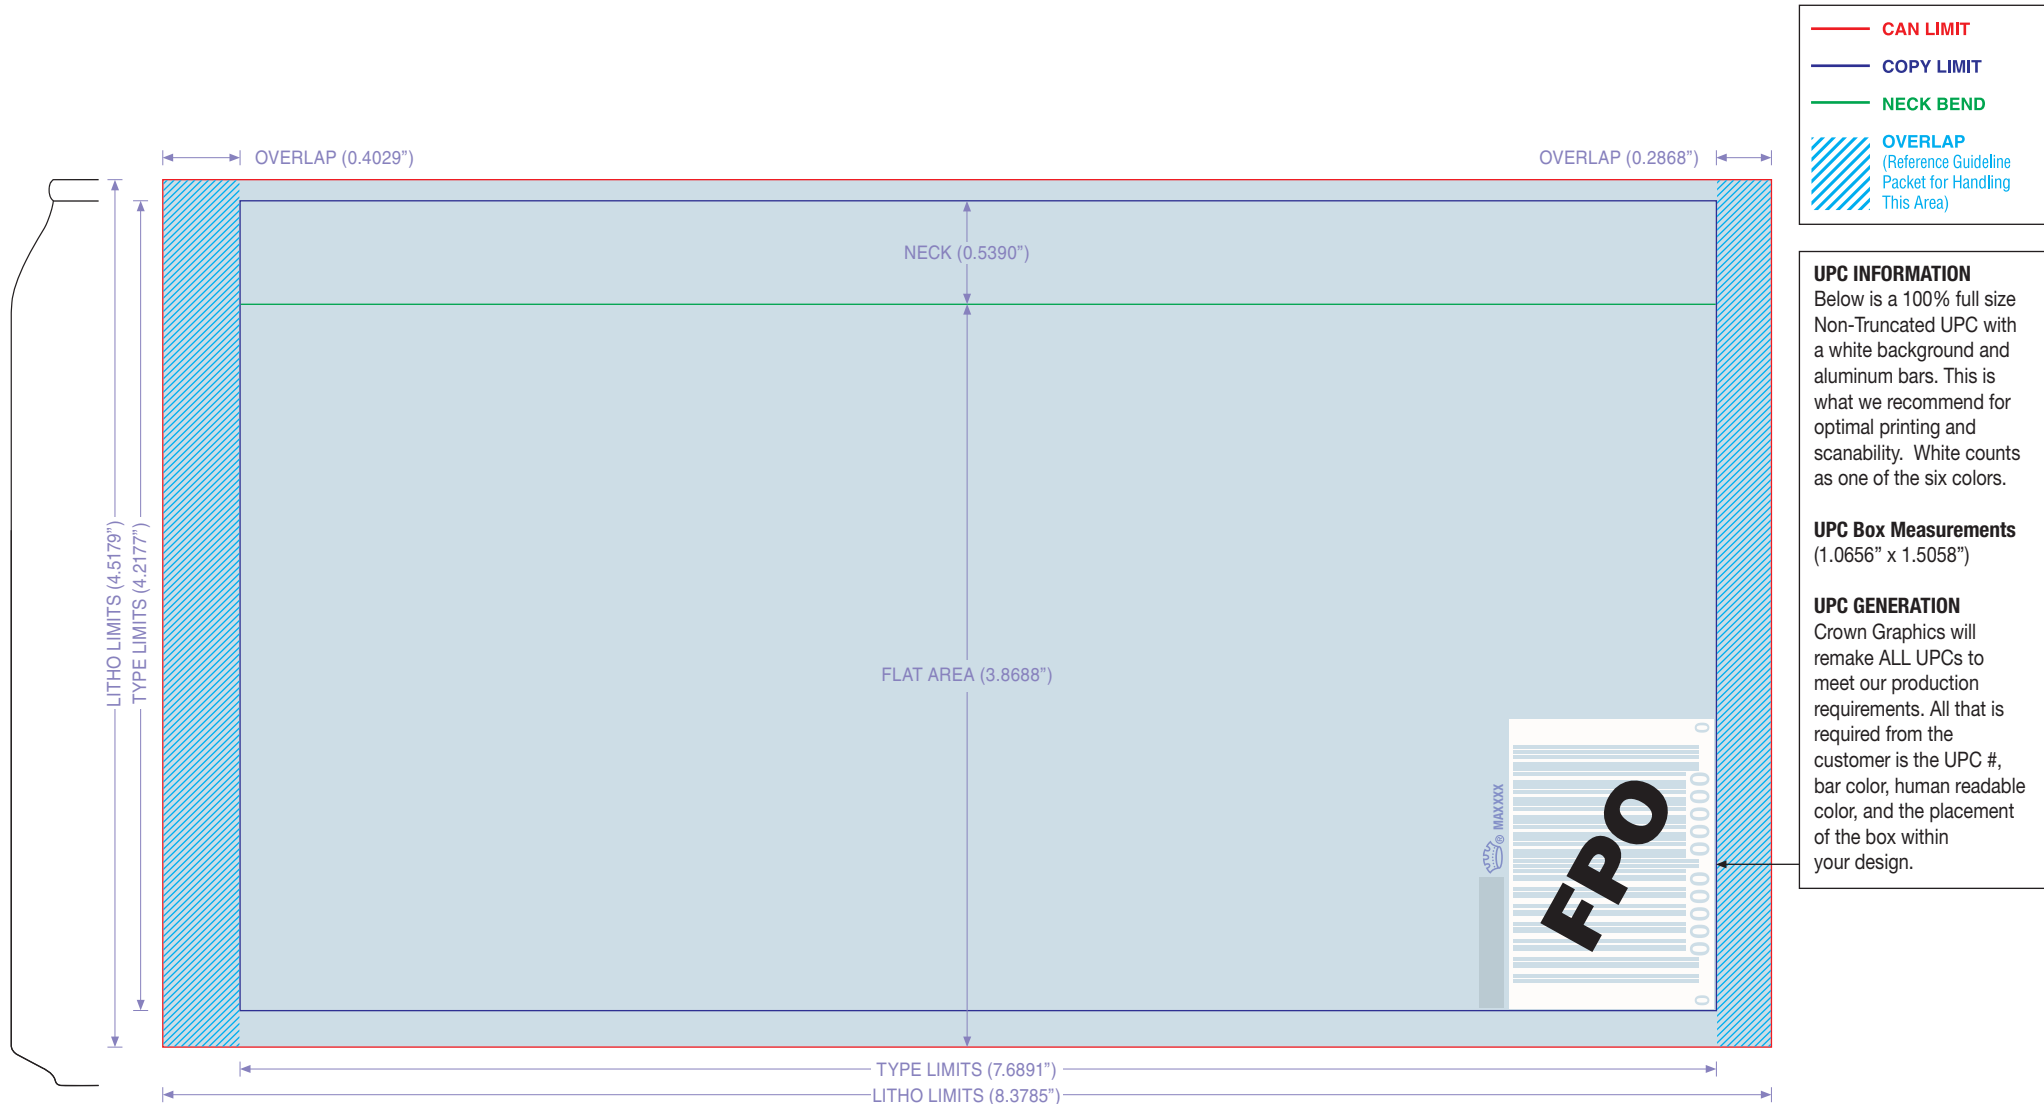 CAN LIMIT
COPY LIMIT
NECK BEND
OVERLAP
(Reference Guideline
Packet for Handling
This Area)
OVERLAP (0.4029”)
OVERLAP (0.2868”)
NECK (0.5390”)
LITHO LIMITS (4.5179”)
TYPE LIMITS (4.2177”)
FLAT AREA (3.8688”)
UPC INFORMATION
Below is a 100% full size
Non-Truncated UPC with
a white background and
aluminum bars. This is
what we recommend for
optimal printing and
scanability.  White counts
as one of the six colors.
UPC Box Measurements
(1.0656” x 1.5058”)
UPC GENERATION
Crown Graphics will
remake ALL UPCs to
meet our production
requirements. All that is
required from the
customer is the UPC #,
bar color, human readable
color, and the placement
of the box within
your design.
® MAXXXX
FPO
0 00000 00000 0
TYPE LIMITS (7.6891”)
LITHO LIMITS (8.3785”)